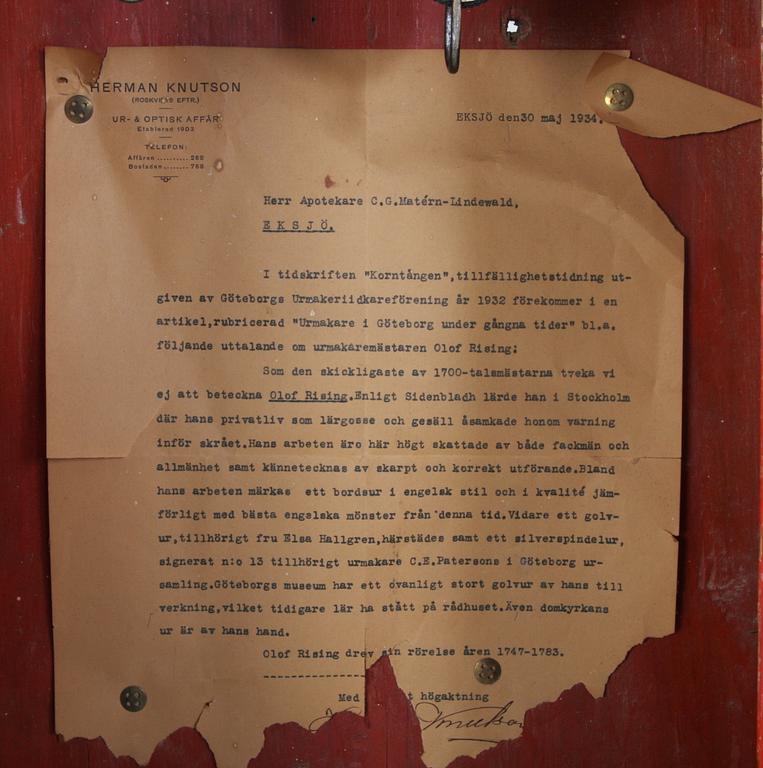 HERMAN KNUTSON
(ROSKVISTS EFTR.)
UR- & OPTISK AFFÄR
Etablerad 1903
TELEFON:
Affären .......... 268
Bostaden ........ 768
EKSJÖ den30 maj 1934.
Herr Apotekare C.G.Matérn-Lindewald,
E K S J Ö.
I tidskriften "Korntången",tillfällighetstidning ut-
given av Göteborgs Urmakeriidkareförening år 1932 förekommer i en
artikel,rubricerad "Urmakare i Göteborg under gångna tider" bl.a.
följande uttalande om urmakaremästaren Olof Rising;
Som den skickligaste av 1700-talsmästarna tveka vi
ej att beteckna Olof Rising.Enligt Sidenbladh lärde han i Stockholm
där hans privatliv som lärgosse och gesäll åsamkade honom varning
inför skrået.Hans arbeten äro här högt skattade av både fackmän och
allmänhet samt kännetecknas av skarpt och korrekt utförande.Bland
hans arbeten märkas ett bordsur i engelsk stil och i kvalité jäm-
förligt med bästa engelska mönster från denna tid.Vidare ett golv-
ur,tillhörigt fru Elsa Hallgren,härstädes samt ett silverspindelur,
signerat n:o 13 tillhörigt urmakare C.E.Patersons i Göteborg ur-
samling.Göteborgs museum har ett ovanligt stort golvur av hans till
verkning,vilket tidigare lär ha stått på rådhuset.Även domkyrkans
ur är av hans hand.
Olof Rising drev sin rörelse åren 1747-1783.
Med högaktning
Knutson